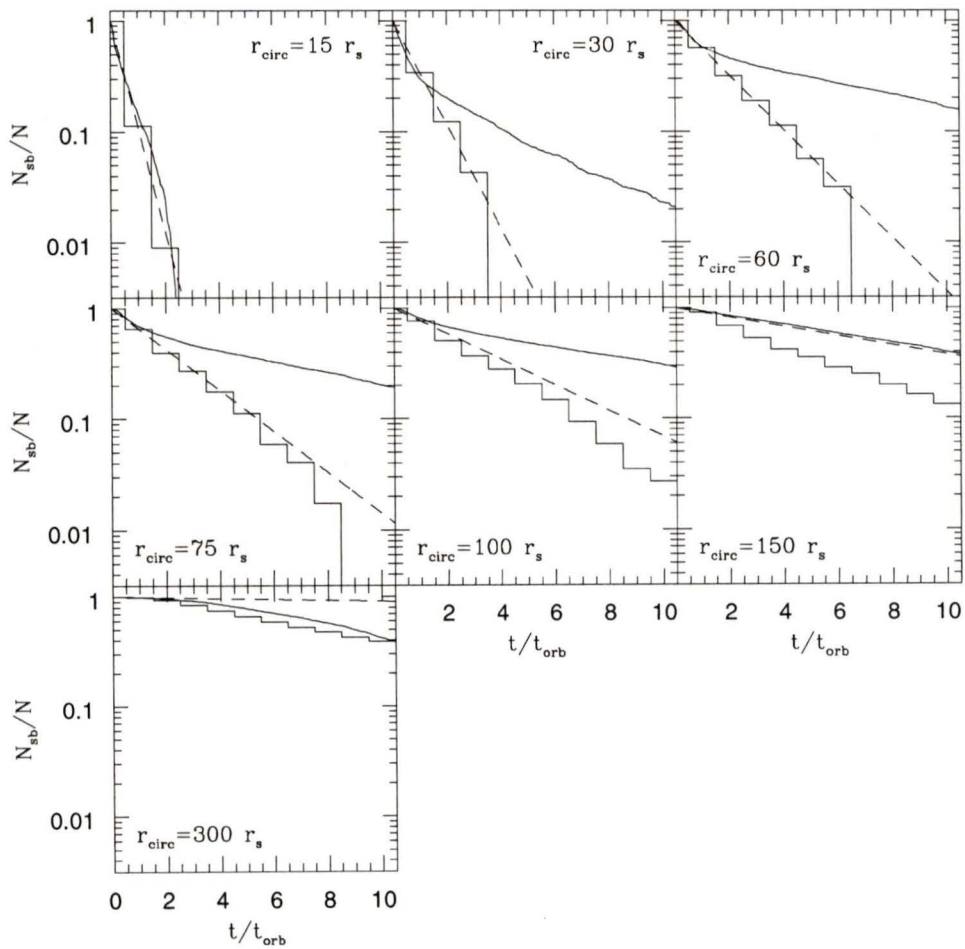 1
0.1
0.01
N_sb/N
r_circ=15 r_s
r_circ=30 r_s
r_circ=60 r_s
1
0.1
0.01
N_sb/N
r_circ=75 r_s
r_circ=100 r_s
r_circ=150 r_s
2 4 6 8 10
t/t_orb
2 4 6 8 10
t/t_orb
1
0.1
0.01
N_sb/N
r_circ=300 r_s
0 2 4 6 8 10
t/t_orb